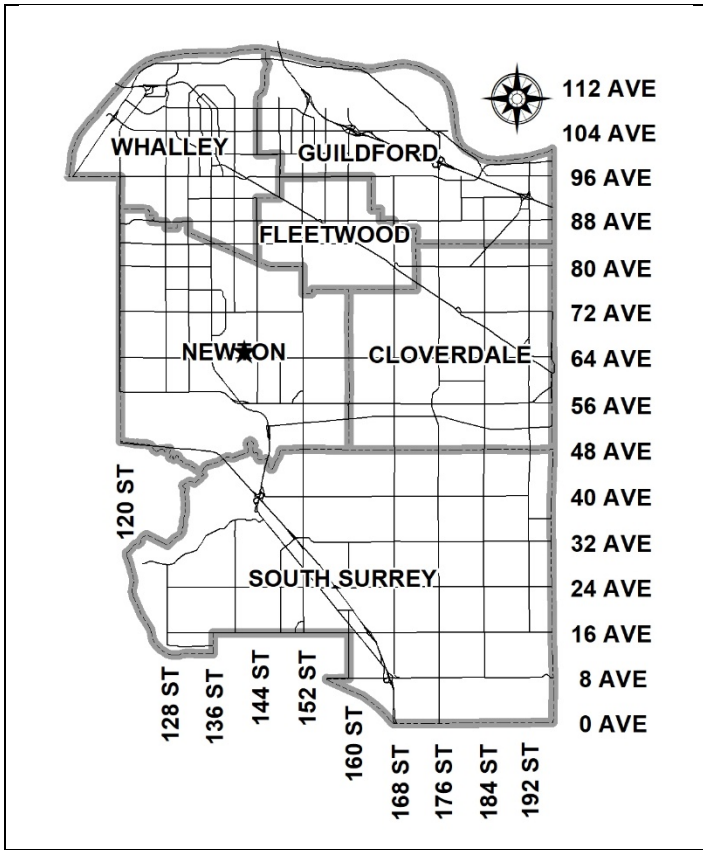 112 AVE
104 AVE
WHALLEY
GUILDFORD
96 AVE
88 AVE
FLEETWOOD
80 AVE
72 AVE
NEWTON
CLOVERDALE
64 AVE
56 AVE
48 AVE
120 ST
40 AVE
32 AVE
SOUTH SURREY
24 AVE
16 AVE
8 AVE
0 AVE
128 ST
136 ST
144 ST
152 ST
160 ST
168 ST
176 ST
184 ST
192 ST